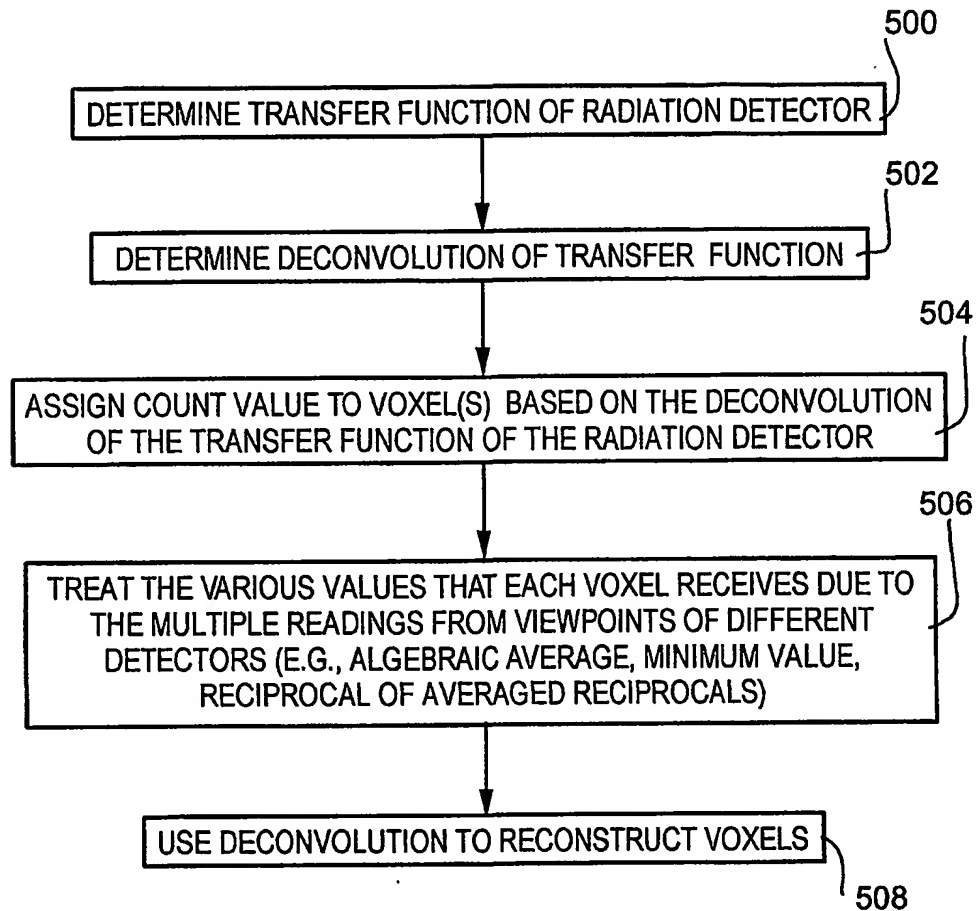 500
DETERMINE TRANSFER FUNCTION OF RADIATION DETECTOR
502
DETERMINE DECONVOLUTION OF TRANSFER FUNCTION
504
ASSIGN COUNT VALUE TO VOXEL(S) BASED ON THE DECONVOLUTION
OF THE TRANSFER FUNCTION OF THE RADIATION DETECTOR
506
TREAT THE VARIOUS VALUES THAT EACH VOXEL RECEIVES DUE TO
THE MULTIPLE READINGS FROM VIEWPOINTS OF DIFFERENT
DETECTORS (E.G., ALGEBRAIC AVERAGE, MINIMUM VALUE,
RECIPROCAL OF AVERAGED RECIPROCALS)
USE DECONVOLUTION TO RECONSTRUCT VOXELS
508